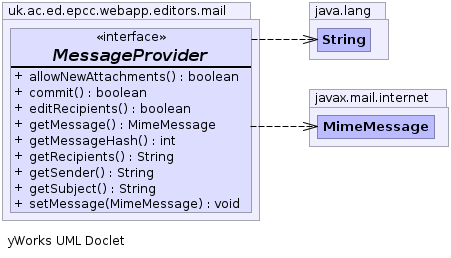 uk.ac.ed.epcc.webapp.editors.mail
«interface»
MessageProvider
+ allowNewAttachments() : boolean
+ commit() : boolean
+ editRecipients() : boolean
+ getMessage() : MimeMessage
+ getMessageHash() : int
+ getRecipients() : String
+ getSender() : String
+ getSubject() : String
+ setMessage(MimeMessage) : void
java.lang
String
javax.mail.internet
MimeMessage
yWorks UML Doclet